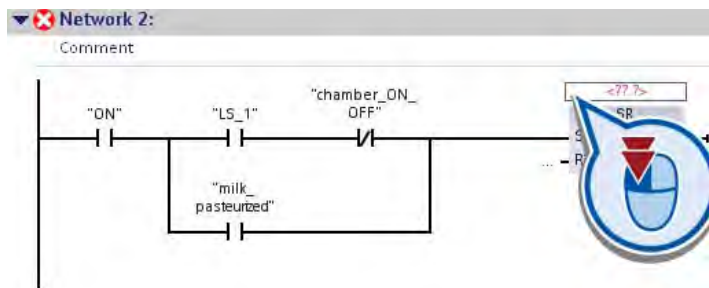 Network 2:
Comment
"ON"
"LS_1"
"chamber_ON_
OFF"
<??.?>
SR
S
...
R
"milk_
pasteurized"